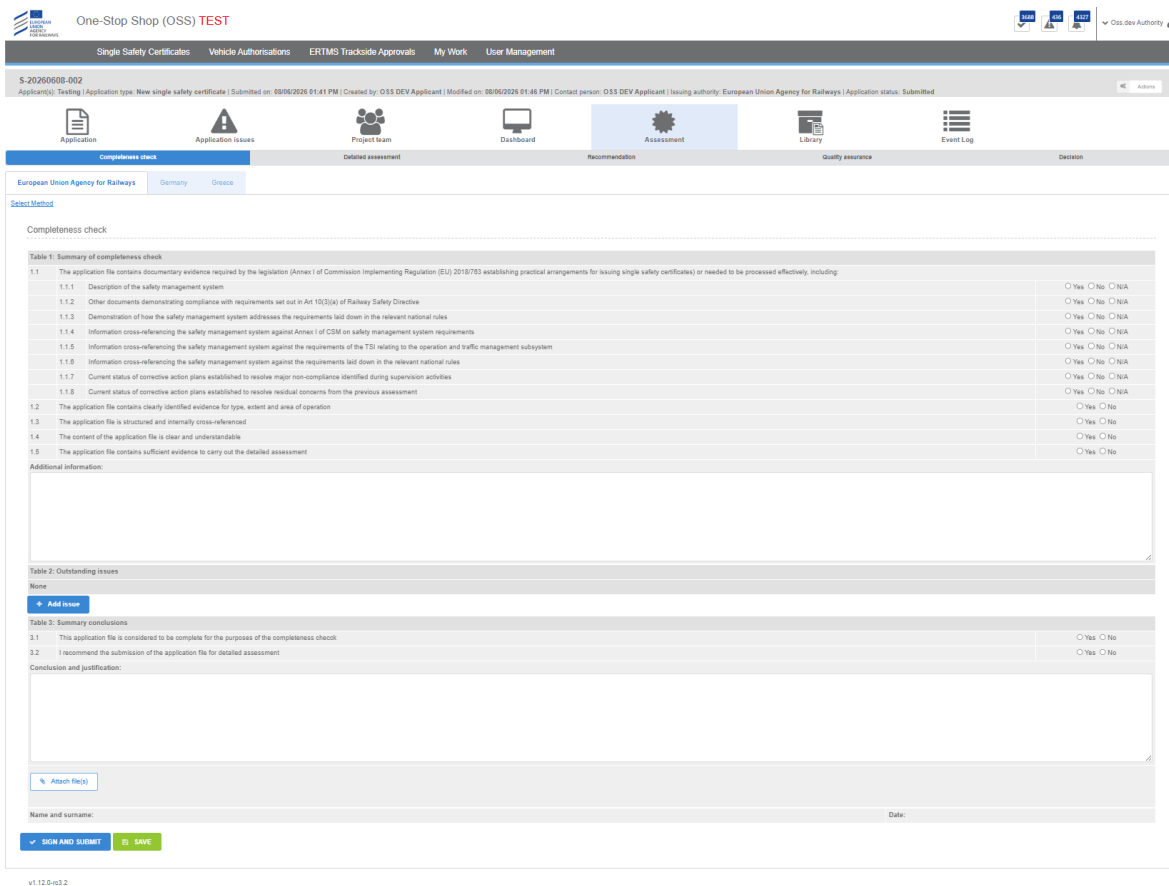 EUROPEAN
UNION
AGENCY
FOR RAILWAYS
One-Stop Shop (OSS) TEST
3688
436
4327
Oss.dev Authority
Single Safety Certificates Vehicle Authorisations ERTMS Trackside Approvals My Work User Management
S-20260608-002
Applicant(s): Testing | Application type: New single safety certificate | Submitted on: 08/06/2026 01:41 PM | Created by: OSS DEV Applicant | Modified on: 08/06/2026 01:46 PM | Contact person: OSS DEV Applicant | Issuing authority: European Union Agency for Railways | Application status: Submitted
Actions
Application Application issues Project team Dashboard Assessment Library Event Log
Completeness check Detailed assessment Recommendation Quality assurance Decision
European Union Agency for Railways Germany Greece
Select Method
Completeness check
Table 1: Summary of completeness check
1.1 The application file contains documentary evidence required by the legislation (Annex I of Commission Implementing Regulation (EU) 2018/763 establishing practical arrangements for issuing single safety certificates) or needed to be processed effectively, including:
1.1.1 Description of the safety management system Yes No N/A
1.1.2 Other documents demonstrating compliance with requirements set out in Art 10(3)(a) of Railway Safety Directive Yes No N/A
1.1.3 Demonstration of how the safety management system addresses the requirements laid down in the relevant national rules Yes No N/A
1.1.4 Information cross-referencing the safety management system against Annex I of CSM on safety management system requirements Yes No N/A
1.1.5 Information cross-referencing the safety management system against the requirements of the TSI relating to the operation and traffic management subsystem Yes No N/A
1.1.6 Information cross-referencing the safety management system against the requirements laid down in the relevant national rules Yes No N/A
1.1.7 Current status of corrective action plans established to resolve major non-compliance identified during supervision activities Yes No N/A
1.1.8 Current status of corrective action plans established to resolve residual concerns from the previous assessment Yes No N/A
1.2 The application file contains clearly identified evidence for type, extent and area of operation Yes No
1.3 The application file is structured and internally cross-referenced Yes No
1.4 The content of the application file is clear and understandable Yes No
1.5 The application file contains sufficient evidence to carry out the detailed assessment Yes No
Additional information:
Table 2: Outstanding issues
None
+ Add issue
Table 3: Summary conclusions
3.1 This application file is considered to be complete for the purposes of the completeness checck Yes No
3.2 I recommend the submission of the application file for detailed assessment Yes No
Conclusion and justification:
Attach file(s)
Name and surname: Date:
SIGN AND SUBMIT SAVE
v1.12.0-rc3.2